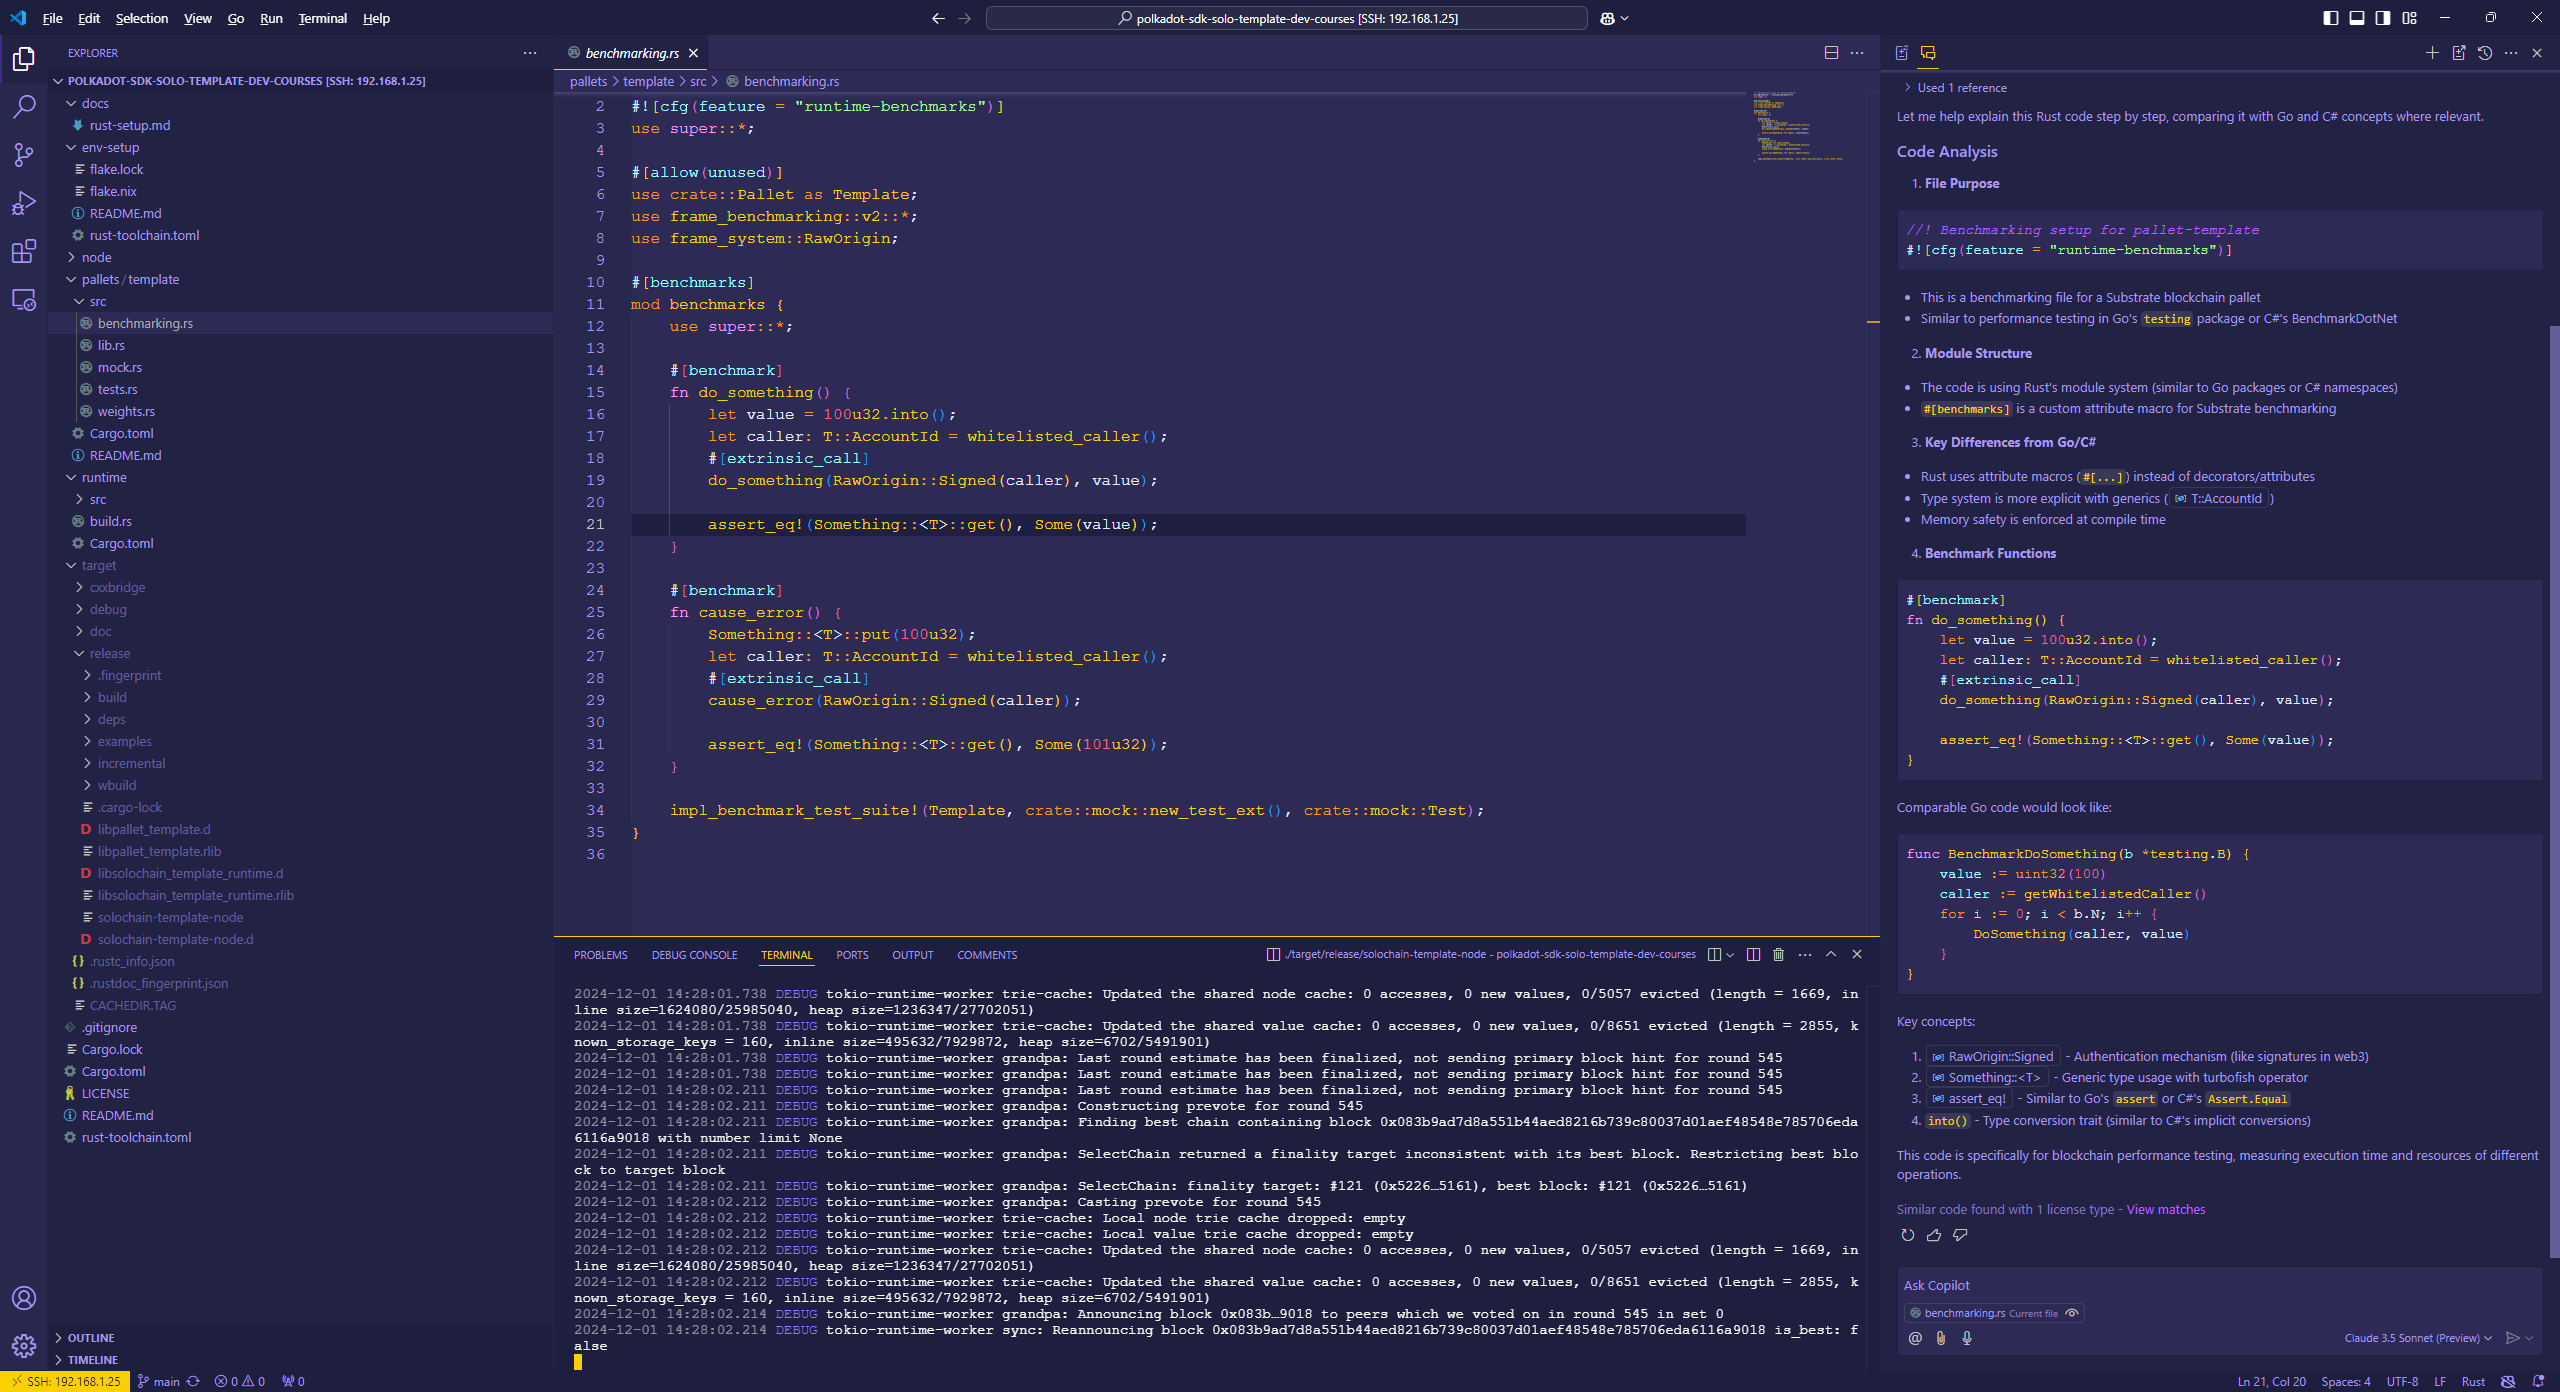 File Edit Selection View Go Run Terminal Help
polkadot-sdk-solo-template-dev-courses [SSH: 192.168.1.25]
EXPLORER
POLKADOT-SDK-SOLO-TEMPLATE-DEV-COURSES [SSH: 192.168.1.25]
docs
rust-setup.md
env-setup
flake.lock
flake.nix
README.md
rust-toolchain.toml
node
pallets/template
src
benchmarking.rs
lib.rs
mock.rs
tests.rs
weights.rs
Cargo.toml
README.md
runtime
src
build.rs
Cargo.toml
target
cxxbridge
debug
doc
release
.fingerprint
build
deps
examples
incremental
wbuild
.cargo-lock
D libpallet_template.d
libpallet_template.rlib
D libsolochain_template_runtime.d
libsolochain_template_runtime.rlib
solochain-template-node
D solochain-template-node.d
{} .rustc_info.json
{} .rustdoc_fingerprint.json
CACHEDIR.TAG
.gitignore
Cargo.lock
Cargo.toml
LICENSE
README.md
rust-toolchain.toml
OUTLINE
TIMELINE
benchmarking.rs
pallets > template > src > benchmarking.rs
2 #![cfg(feature = "runtime-benchmarks")]
3 use super::*;
4
5 #[allow(unused)]
6 use crate::Pallet as Template;
7 use frame_benchmarking::v2::*;
8 use frame_system::RawOrigin;
9
10 #[benchmarks]
11 mod benchmarks {
12     use super::*;
13
14     #[benchmark]
15     fn do_something() {
16         let value = 100u32.into();
17         let caller: T::AccountId = whitelisted_caller();
18         #[extrinsic_call]
19         do_something(RawOrigin::Signed(caller), value);
20
21         assert_eq!(Something::<T>::get(), Some(value));
22     }
23
24     #[benchmark]
25     fn cause_error() {
26         Something::<T>::put(100u32);
27         let caller: T::AccountId = whitelisted_caller();
28         #[extrinsic_call]
29         cause_error(RawOrigin::Signed(caller));
30
31         assert_eq!(Something::<T>::get(), Some(101u32));
32     }
33
34     impl_benchmark_test_suite!(Template, crate::mock::new_test_ext(), crate::mock::Test);
35 }
36
PROBLEMS DEBUG CONSOLE TERMINAL PORTS OUTPUT COMMENTS
./target/release/solochain-template-node - polkadot-sdk-solo-template-dev-courses
2024-12-01 14:28:01.738 DEBUG tokio-runtime-worker trie-cache: Updated the shared node cache: 0 accesses, 0 new values, 0/5057 evicted (length = 1669, in
line size=1624080/25985040, heap size=1236347/27702051)
2024-12-01 14:28:01.738 DEBUG tokio-runtime-worker trie-cache: Updated the shared value cache: 0 accesses, 0 new values, 0/8651 evicted (length = 2855, k
nown_storage_keys = 160, inline size=495632/7929872, heap size=6702/5491901)
2024-12-01 14:28:01.738 DEBUG tokio-runtime-worker grandpa: Last round estimate has been finalized, not sending primary block hint for round 545
2024-12-01 14:28:01.738 DEBUG tokio-runtime-worker grandpa: Last round estimate has been finalized, not sending primary block hint for round 545
2024-12-01 14:28:02.211 DEBUG tokio-runtime-worker grandpa: Last round estimate has been finalized, not sending primary block hint for round 545
2024-12-01 14:28:02.211 DEBUG tokio-runtime-worker grandpa: Constructing prevote for round 545
2024-12-01 14:28:02.211 DEBUG tokio-runtime-worker grandpa: Finding best chain containing block 0x083b9ad7d8a551b44aed8216b739c80037d01aef48548e785706eda
6116a9018 with number limit None
2024-12-01 14:28:02.211 DEBUG tokio-runtime-worker grandpa: SelectChain returned a finality target inconsistent with its best block. Restricting best blo
ck to target block
2024-12-01 14:28:02.211 DEBUG tokio-runtime-worker grandpa: SelectChain: finality target: #121 (0x5226…5161), best block: #121 (0x5226…5161)
2024-12-01 14:28:02.212 DEBUG tokio-runtime-worker grandpa: Casting prevote for round 545
2024-12-01 14:28:02.212 DEBUG tokio-runtime-worker trie-cache: Local node trie cache dropped: empty
2024-12-01 14:28:02.212 DEBUG tokio-runtime-worker trie-cache: Local value trie cache dropped: empty
2024-12-01 14:28:02.212 DEBUG tokio-runtime-worker trie-cache: Updated the shared node cache: 0 accesses, 0 new values, 0/5057 evicted (length = 1669, in
line size=1624080/25985040, heap size=1236347/27702051)
2024-12-01 14:28:02.212 DEBUG tokio-runtime-worker trie-cache: Updated the shared value cache: 0 accesses, 0 new values, 0/8651 evicted (length = 2855, k
nown_storage_keys = 160, inline size=495632/7929872, heap size=6702/5491901)
2024-12-01 14:28:02.214 DEBUG tokio-runtime-worker grandpa: Announcing block 0x083b…9018 to peers which we voted on in round 545 in set 0
2024-12-01 14:28:02.214 DEBUG tokio-runtime-worker sync: Reannouncing block 0x083b9ad7d8a551b44aed8216b739c80037d01aef48548e785706eda6116a9018 is_best: f
alse
Used 1 reference
Let me help explain this Rust code step by step, comparing it with Go and C# concepts where relevant.
Code Analysis
1. File Purpose
//! Benchmarking setup for pallet-template
#![cfg(feature = "runtime-benchmarks")]
• This is a benchmarking file for a Substrate blockchain pallet
• Similar to performance testing in Go's testing package or C#'s BenchmarkDotNet
2. Module Structure
• The code is using Rust's module system (similar to Go packages or C# namespaces)
• #[benchmarks] is a custom attribute macro for Substrate benchmarking
3. Key Differences from Go/C#
• Rust uses attribute macros (#[...]) instead of decorators/attributes
• Type system is more explicit with generics (T::AccountId)
• Memory safety is enforced at compile time
4. Benchmark Functions
#[benchmark]
fn do_something() {
    let value = 100u32.into();
    let caller: T::AccountId = whitelisted_caller();
    #[extrinsic_call]
    do_something(RawOrigin::Signed(caller), value);

    assert_eq!(Something::<T>::get(), Some(value));
}
Comparable Go code would look like:
func BenchmarkDoSomething(b *testing.B) {
    value := uint32(100)
    caller := getWhitelistedCaller()
    for i := 0; i < b.N; i++ {
        DoSomething(caller, value)
    }
}
Key concepts:
1. RawOrigin::Signed - Authentication mechanism (like signatures in web3)
2. Something::<T> - Generic type usage with turbofish operator
3. assert_eq! - Similar to Go's assert or C#'s Assert.Equal
4. into() - Type conversion trait (similar to C#'s implicit conversions)
This code is specifically for blockchain performance testing, measuring execution time and resources of different
operations.
Similar code found with 1 license type - View matches
Ask Copilot
benchmarking.rs Current file
@ Claude 3.5 Sonnet (Preview)
SSH: 192.168.1.25 main 0 0 0 Ln 21, Col 20 Spaces: 4 UTF-8 LF Rust